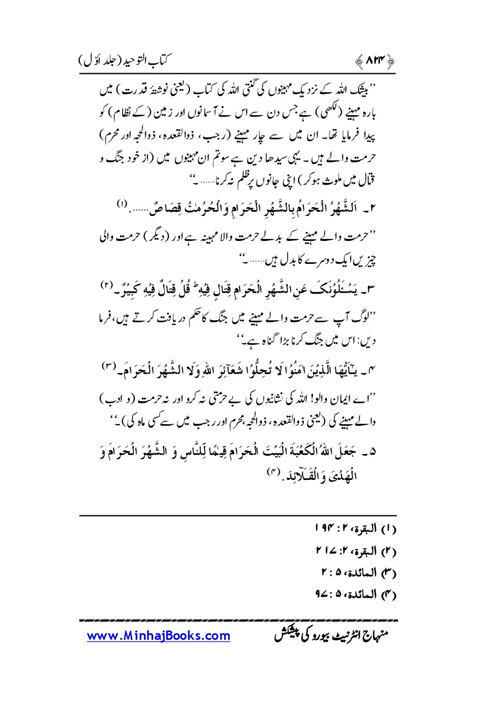 کتاب التوحید (جلد اوّل) ﴿ ۸۲۴ ﴾
’’بیشک اللہ کے نزدیک مہینوں کی گنتی اللہ کی کتاب (یعنی نوشتۂ قدرت) میں
بارہ مہینے (لکھی) ہے جس دن سے اس نے آسمانوں اور زمین (کے نظام) کو
پیدا فرمایا تھا۔ ان میں سے چار مہینے (رجب، ذوالقعدہ، ذوالحجہ اور محرم)
حرمت والے ہیں۔ یہی سیدھا دین ہے سو تم ان مہینوں میں (از خود جنگ و
قتال میں ملوث ہو کر) اپنی جانوں پر ظلم نہ کرنا......۔‘‘
۲۔ اَلشَّهْرُ الْحَرَامُ بِالشَّهْرِ الْحَرَامِ وَالْحُرُمٰتُ قِصَاصٌ...... .(۱)
’’حرمت والے مہینے کے بدلے حرمت والا مہینہ ہے اور (دیگر) حرمت والی
چیزیں ایک دوسرے کا بدل ہیں......۔‘‘
۳۔ یَسْئَلُوْنَکَ عَنِ الشَّهْرِ الْحَرَامِ قِتَالٍ فِیْهِ ؕ قُلْ قِتَالٌ فِیْهِ کَبِیْرٌ۔(۲)
’’لوگ آپ سے حرمت والے مہینے میں جنگ کا حکم دریافت کرتے ہیں، فرما
دیں: اس میں جنگ کرنا بڑا گناہ ہے۔‘‘
۴۔ یٰـاَیُّهَا الَّذِیْنَ اٰمَنُوْا لَا تُحِلُّوْا شَعَآئِرَ اللهِ وَلَا الشَّهْرَ الْحَرَامَ۔(۳)
’’اے ایمان والو! اللہ کی نشانیوں کی بے حرمتی نہ کرو اور نہ حرمت (و ادب)
والے مہینے کی (یعنی ذوالقعدہ، ذوالحجہ، محرم اور رجب میں سے کسی ماہ کی)۔‘‘
۵۔ جَعَلَ اللهُ الْکَعْبَةَ الْبَیْتَ الْحَرَامَ قِیٰمًا لِّلنَّاسِ وَ الشَّهْرَ الْحَرَامَ وَ
الْهَدْیَ وَ الْقَـلَآئِدَ .(۴)
(۱) البقرة، ۲: ۱۹۴
(۲) البقرة، ۲: ۲۱۷
(۳) المائدة، ۵: ۲
(۴) المائدة، ۵: ۹۷
منہاج انٹرنیٹ بیورو کی پیشکش www.MinhajBooks.com